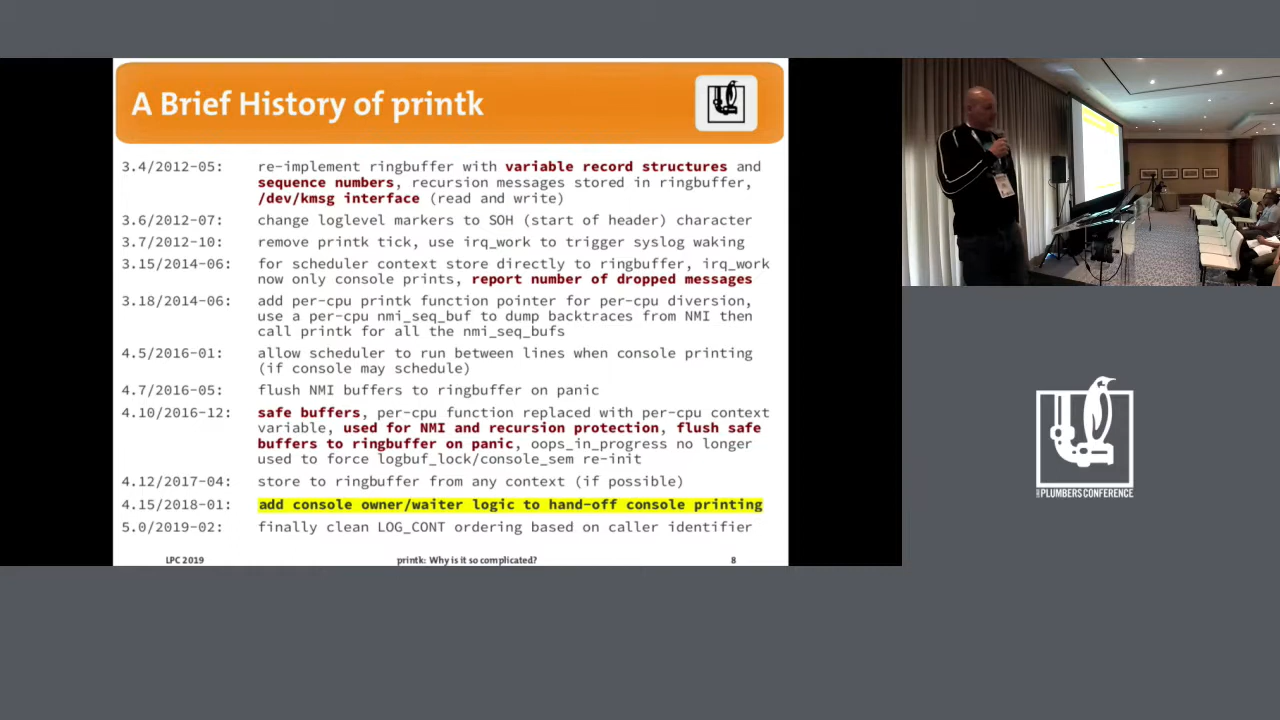 A Brief History of printk
3.4/2012-05: re-implement ringbuffer with variable record structures and
sequence numbers, recursion messages stored in ringbuffer,
/dev/kmsg interface (read and write)
3.6/2012-07: change loglevel markers to SOH (start of header) character
3.7/2012-10: remove printk tick, use irq_work to trigger syslog waking
3.15/2014-06: for scheduler context store directly to ringbuffer, irq_work
now only console prints, report number of dropped messages
3.18/2014-06: add per-cpu printk function pointer for per-cpu diversion,
use a per-cpu nmi_seq_buf to dump backtraces from NMI then
call printk for all the nmi_seq_bufs
4.5/2016-01: allow scheduler to run between lines when console printing
(if console may schedule)
4.7/2016-05: flush NMI buffers to ringbuffer on panic
4.10/2016-12: safe buffers, per-cpu function replaced with per-cpu context
variable, used for NMI and recursion protection, flush safe
buffers to ringbuffer on panic, oops_in_progress no longer
used to force logbuf_lock/console_sem re-init
4.12/2017-04: store to ringbuffer from any context (if possible)
4.15/2018-01: add console owner/waiter logic to hand-off console printing
5.0/2019-02: finally clean LOG_CONT ordering based on caller identifier
LPC 2019 printk: Why is it so complicated? 8
PLUMBERS CONFERENCE